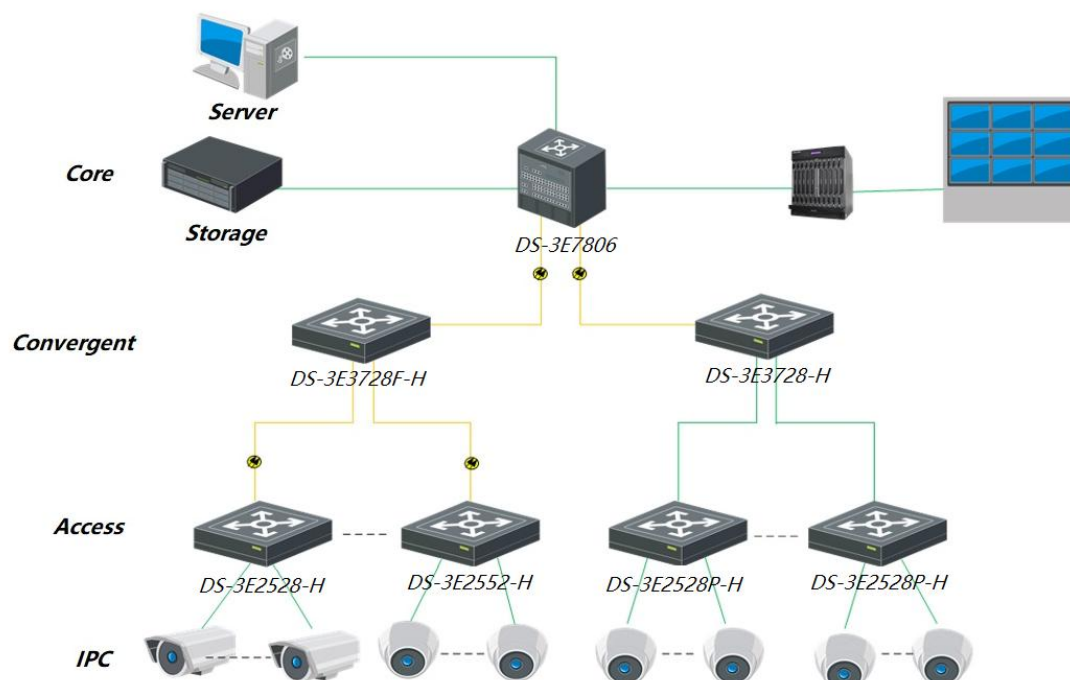 Server
Core
Storage
DS-3E7806
Convergent
DS-3E3728F-H
DS-3E3728-H
Access
DS-3E2528-H
DS-3E2552-H
DS-3E2528P-H
DS-3E2528P-H
IPC